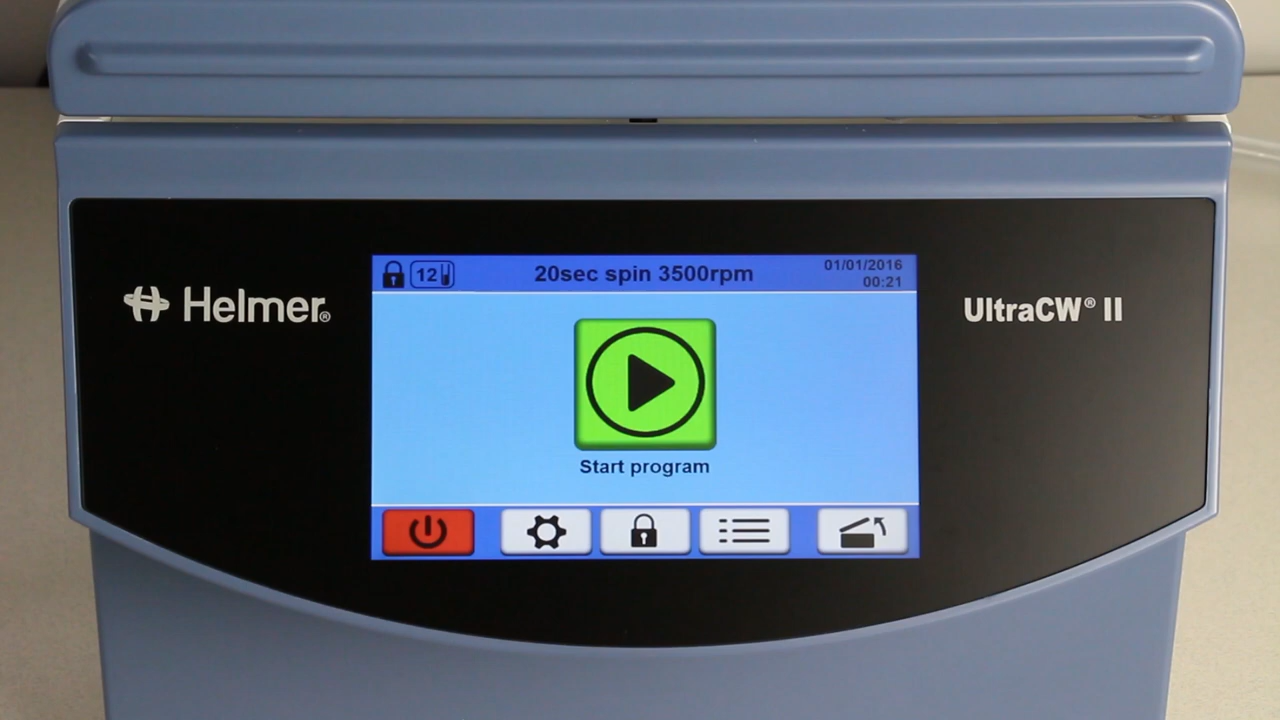 12
20sec spin 3500rpm
01/01/2016
00:21
Helmer®
UltraCW® II
Start program